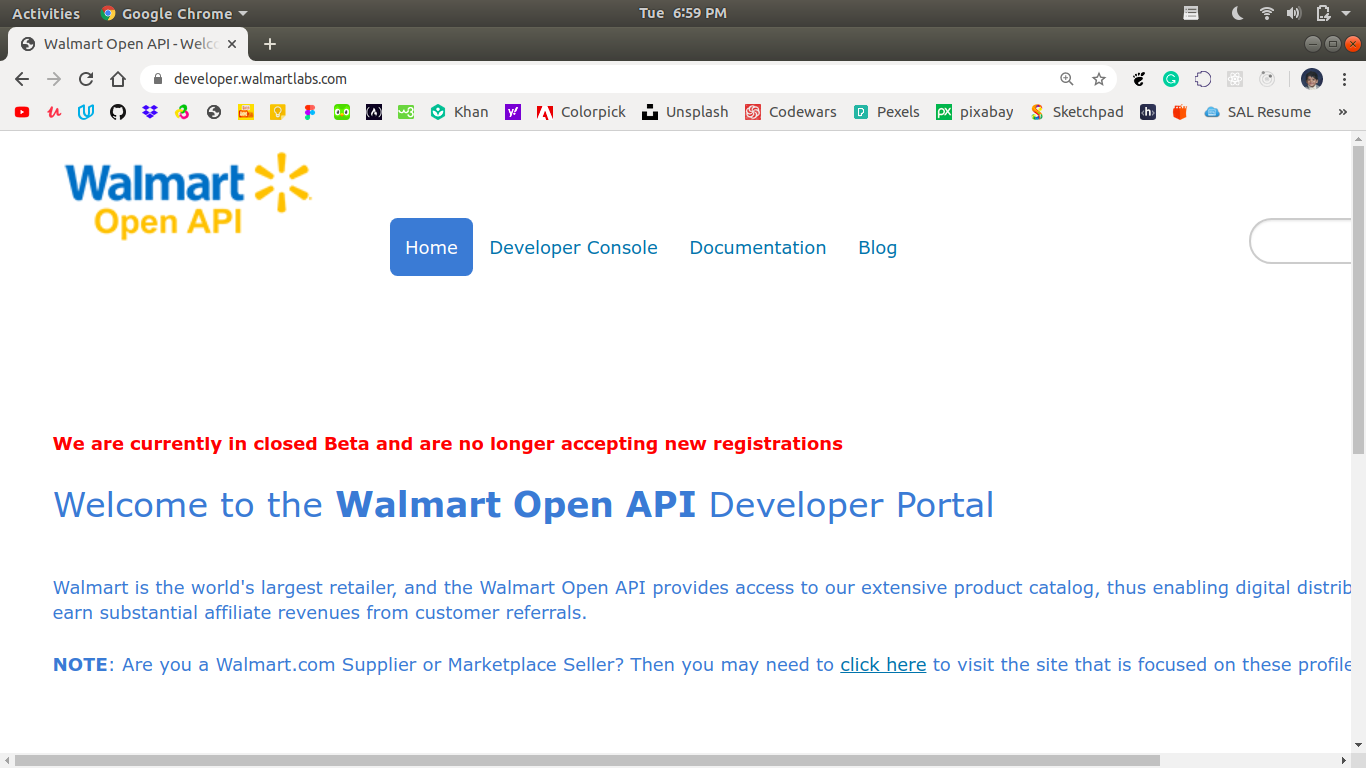 Activities Google Chrome Tue 6:59 PM
Walmart Open API - Welc
developer.walmartlabs.com
Khan Colorpick Unsplash Codewars Pexels pixabay Sketchpad SAL Resume »
Walmart
Open API
Home Developer Console Documentation Blog
We are currently in closed Beta and are no longer accepting new registrations
Welcome to the Walmart Open API Developer Portal
Walmart is the world's largest retailer, and the Walmart Open API provides access to our extensive product catalog, thus enabling digital distrib
earn substantial affiliate revenues from customer referrals.
NOTE: Are you a Walmart.com Supplier or Marketplace Seller? Then you may need to click here to visit the site that is focused on these profile